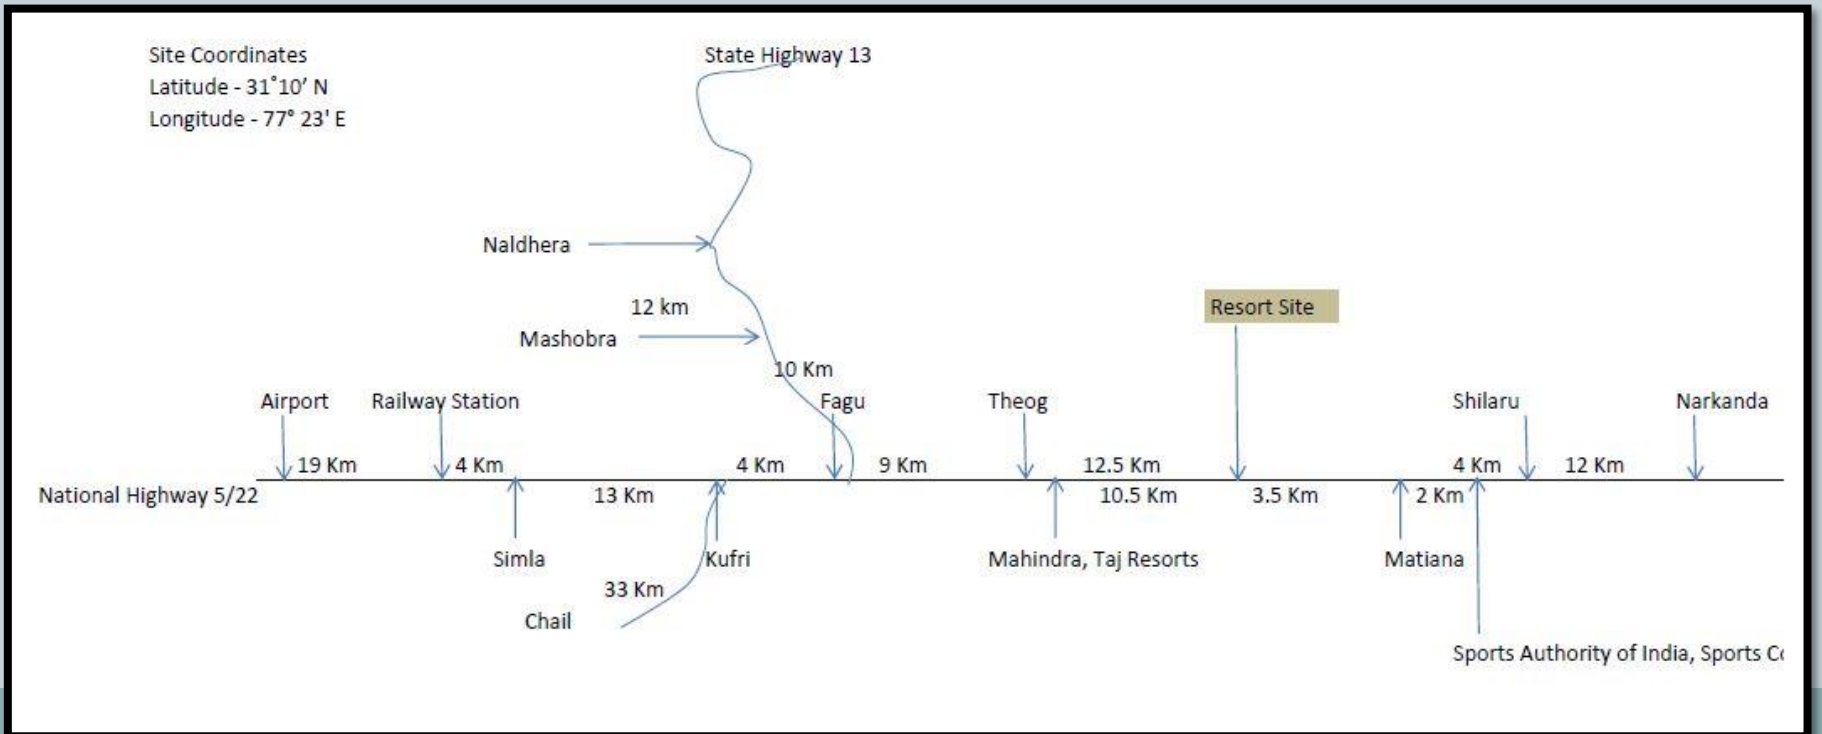 Site Coordinates
Latitude - 31˚10’ N
Longitude - 77° 23' E
State Highway 13
Naldhera
12 km
Mashobra
Resort Site
10 Km
Airport
Railway Station
Fagu
Theog
Shilaru
Narkanda
19 Km
4 Km
4 Km
9 Km
12.5 Km
4 Km
12 Km
National Highway 5/22
13 Km
10.5 Km
3.5 Km
2 Km
Simla
Kufri
Mahindra, Taj Resorts
Matiana
33 Km
Chail
Sports Authority of India, Sports